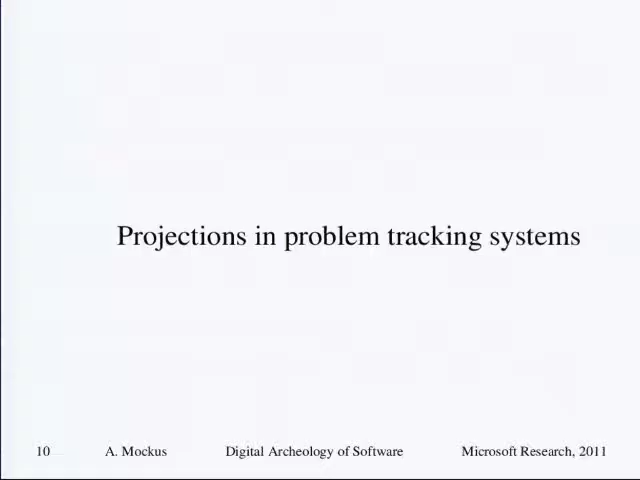 Projections in problem tracking systems
10 A. Mockus Digital Archeology of Software Microsoft Research, 2011